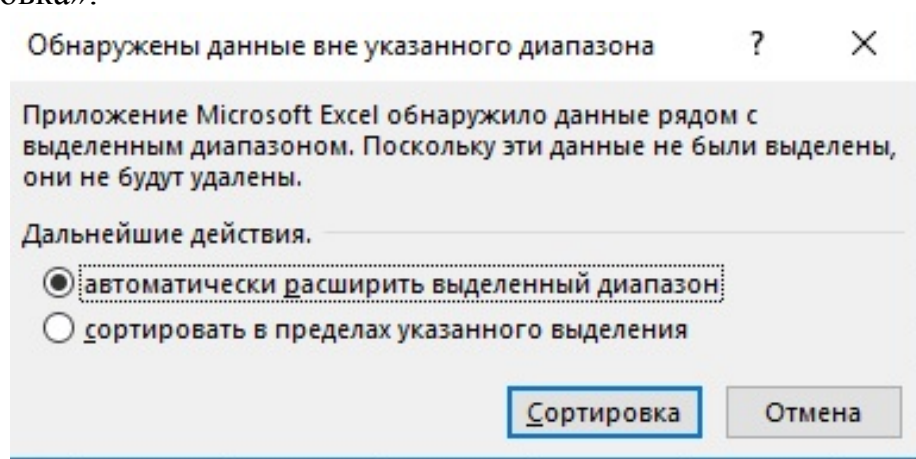 Обнаружены данные вне указанного диапазона ? ×
Приложение Microsoft Excel обнаружило данные рядом с
выделенным диапазоном. Поскольку эти данные не были выделены,
они не будут удалены.
Дальнейшие действия.
автоматически расширить выделенный диапазон
сортировать в пределах указанного выделения
Сортировка Отмена